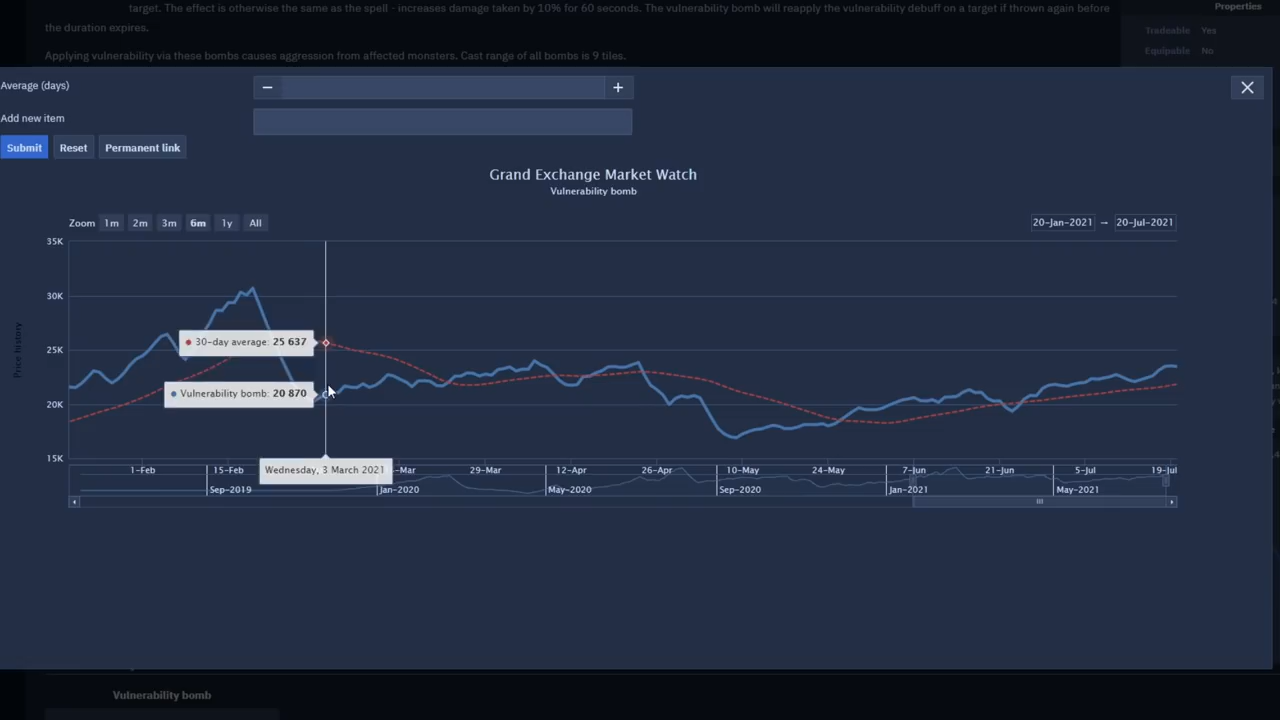 target. The effect is otherwise the same as the spell - increases damage taken by 10% for 60 seconds. The vulnerability bomb will reapply the vulnerability debuff on a target if thrown again before
the duration expires.
Applying vulnerability via these bombs causes aggression from affected monsters. Cast range of all bombs is 9 tiles.
Properties
Tradeable Yes
Equipable No
Average (days)
Add new item
Submit Reset Permanent link
Grand Exchange Market Watch
Vulnerability bomb
Zoom 1m 2m 3m 6m 1y All
20-Jan-2021 → 20-Jul-2021
Price history
35K
30K
25K
20K
15K
30-day average: 25 637
Vulnerability bomb: 20 870
Wednesday, 3 March 2021
1-Feb 15-Feb -Mar 29-Mar 12-Apr 26-Apr 10-May 24-May 7-Jun 21-Jun 5-Jul 19-Jul
Sep-2019 Jan-2020 May-2020 Sep-2020 Jan-2021 May-2021
Vulnerability bomb